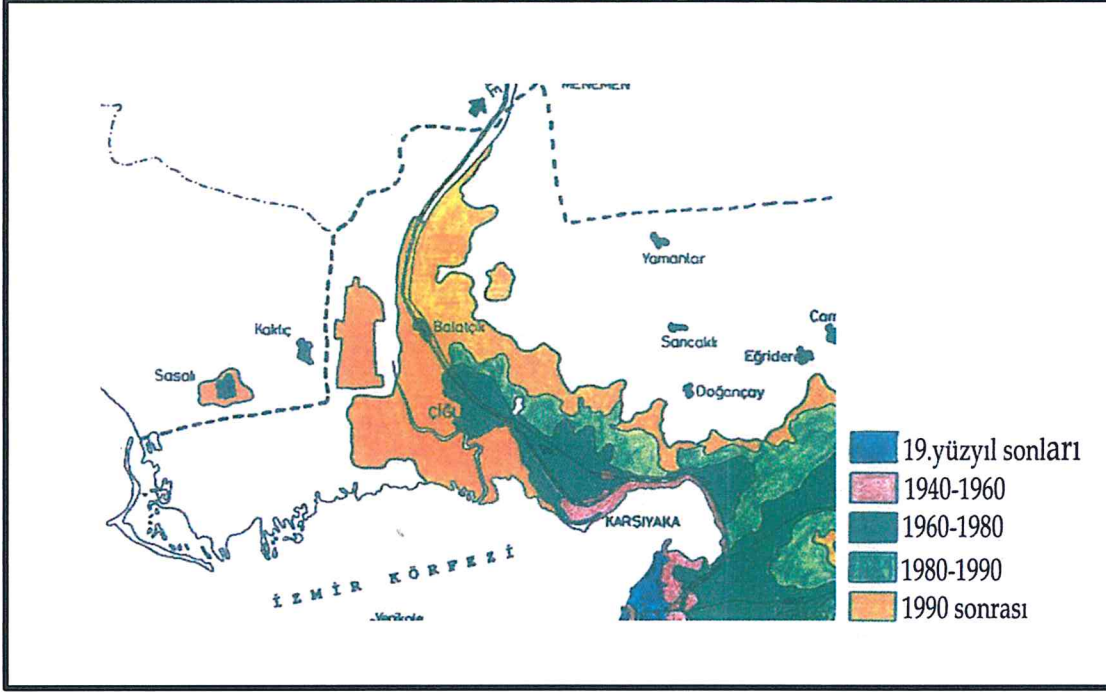 MENEMEN
Yamanlar
Balatçık
Kaklıç
Sancaklı
Eğridere
Sasalı
Doğançay
ÇİĞLİ
KARŞIYAKA
İZMİR KÖRFEZİ
Yenikale
19.yüzyıl sonları
1940-1960
1960-1980
1980-1990
1990 sonrası